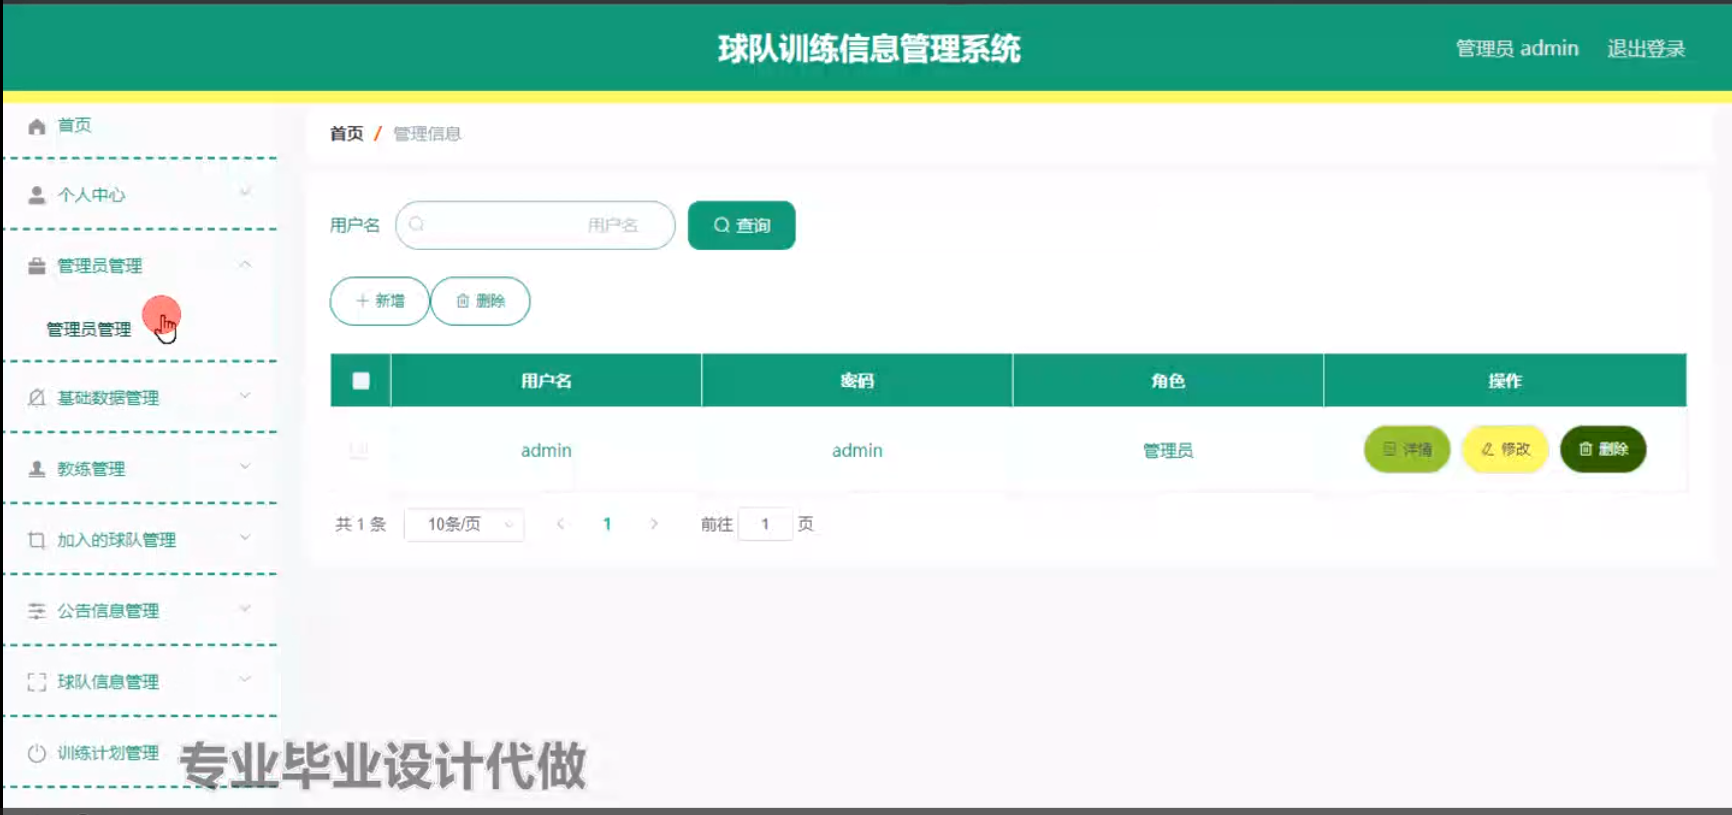 球队训练信息管理系统
管理员 admin 退出登录
首页
个人中心
管理员管理
管理员管理
基础数据管理
教练管理
加入的球队管理
公告信息管理
球队信息管理
训练计划管理
首页 / 管理信息
用户名 用户名 查询
新增 删除
用户名 密码 角色 操作
admin admin 管理员 详情 修改 删除
共 1 条 10条/页 1 前往 1 页
专业毕业设计代做